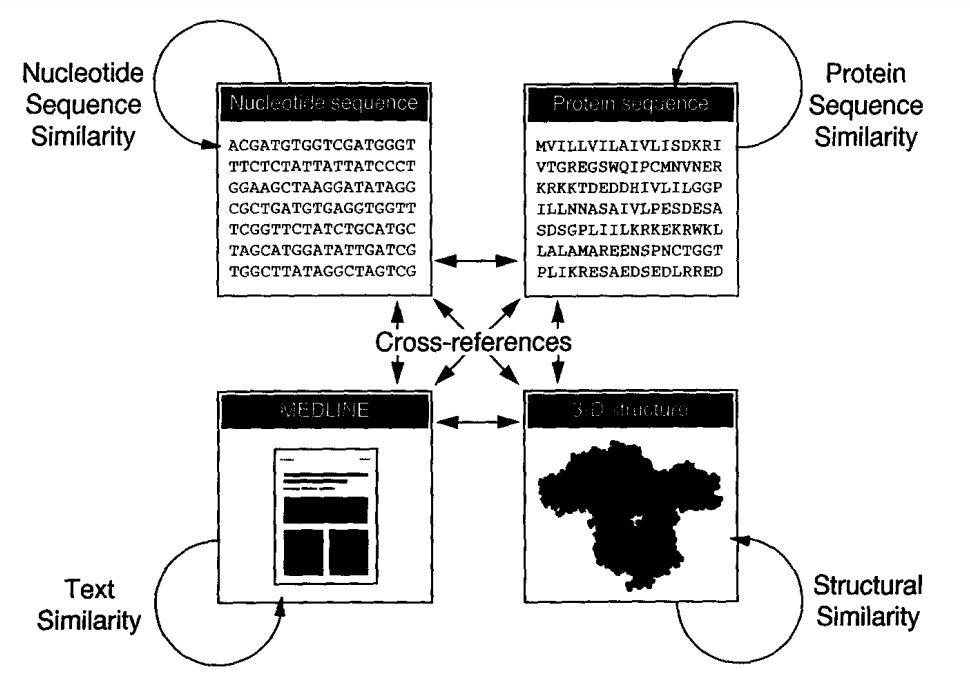 Nucleotide
Sequence
Similarity
Nucleotide sequence
ACGATGTGGTCGATGGGT
TTCTCTATTATTATCCCT
GGAAGCTAAGGATATAGG
CGCTGATGTGAGGTGGTT
TCGGTTCTATCTGCATGC
TAGCATGGATATTGATCG
TGGCTTATAGGCTAGTCG
Protein sequence
MVILLVILAIVLISDKRI
VTGREGSWQIPCMNVNER
KRKKTDEDDHIVLILGGP
ILLNNASAIVLPESDESA
SDSGPLIILKRKEKRWKL
LALAMAREENSPNCTGGT
PLIKRESAEDSEDLRRED
Protein
Sequence
Similarity
Cross-references
MEDLINE
3-D structure
Text
Similarity
Structural
Similarity